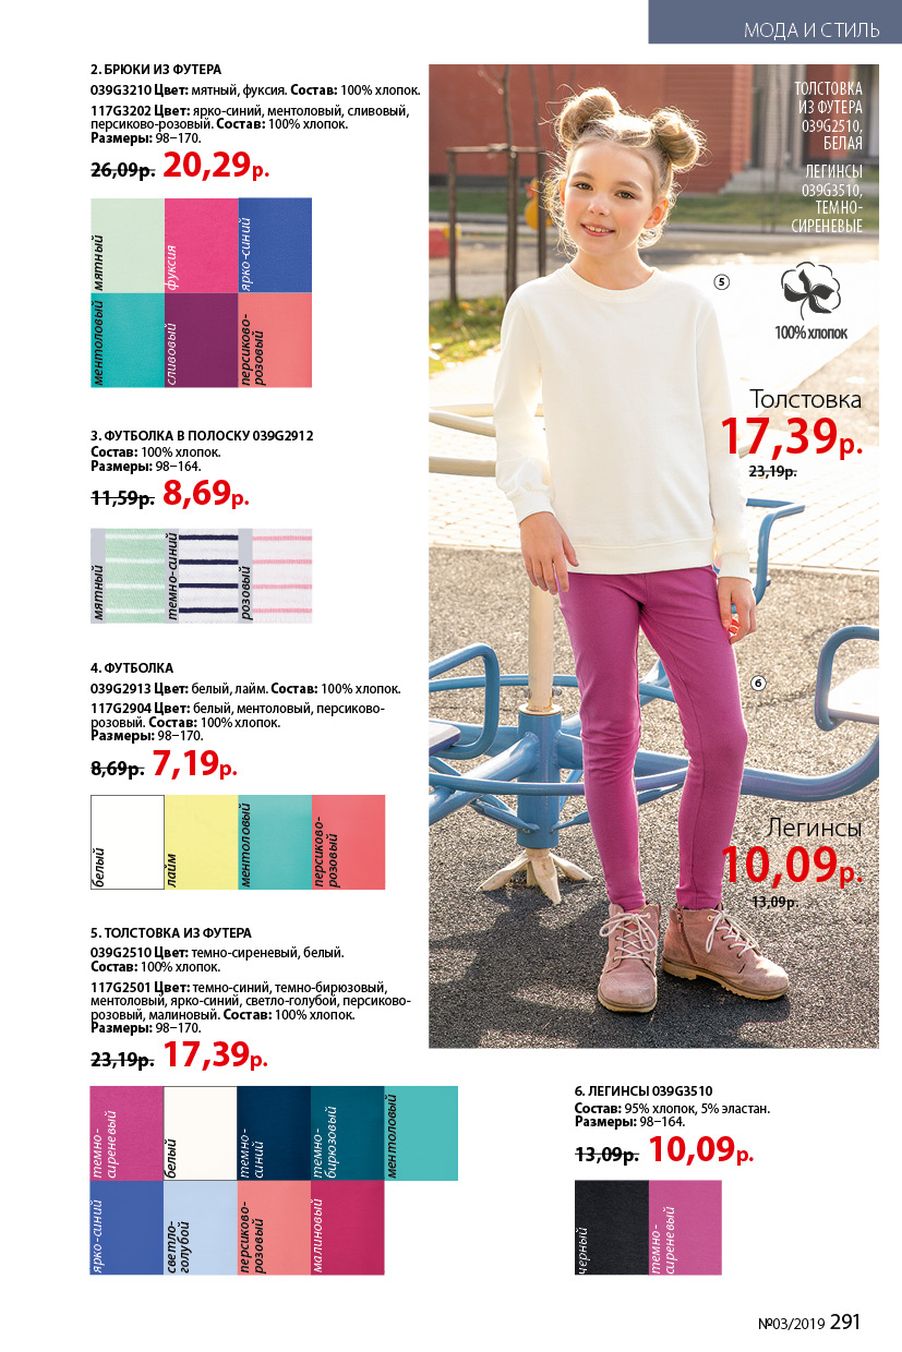 МОДА И СТИЛЬ
2. БРЮКИ ИЗ ФУТЕРА
039G3210 Цвет: мятный, фуксия. Состав: 100% хлопок.
117G3202 Цвет: ярко-синий, ментоловый, сливовый,
персиково-розовый. Состав: 100% хлопок.
Размеры: 98–170.
26,09р. 20,29р.
мятный
фуксия
ярко-синий
ментоловый
сливовый
персиково-
розовый
3. ФУТБОЛКА В ПОЛОСКУ 039G2912
Состав: 100% хлопок.
Размеры: 98–164.
11,59р. 8,69р.
мятный
темно-синий
розовый
4. ФУТБОЛКА
039G2913 Цвет: белый, лайм. Состав: 100% хлопок.
117G2904 Цвет: белый, ментоловый, персиково-
розовый. Состав: 100% хлопок.
Размеры: 98–170.
8,69р. 7,19р.
белый
лайм
ментоловый
персиково-
розовый
5. ТОЛСТОВКА ИЗ ФУТЕРА
039G2510 Цвет: темно-сиреневый, белый.
Состав: 100% хлопок.
117G2501 Цвет: темно-синий, темно-бирюзовый,
ментоловый, ярко-синий, светло-голубой, персиково-
розовый, малиновый. Состав: 100% хлопок.
Размеры: 98–170.
23,19р. 17,39р.
темно-
сиреневый
белый
темно-
синий
темно-
бирюзовый
ментоловый
ярко-синий
светло-
голубой
персиково-
розовый
малиновый
ТОЛСТОВКА
ИЗ ФУТЕРА
039G2510,
БЕЛАЯ
ЛЕГИНСЫ
039G3510,
ТЕМНО-
СИРЕНЕВЫЕ
5
100% хлопок
Толстовка
17,39р.
23,19р.
6
Легинсы
10,09р.
13,09р.
6. ЛЕГИНСЫ 039G3510
Состав: 95% хлопок, 5% эластан.
Размеры: 98–164.
13,09р. 10,09р.
черный
темно-
сиреневый
№03/2019 291